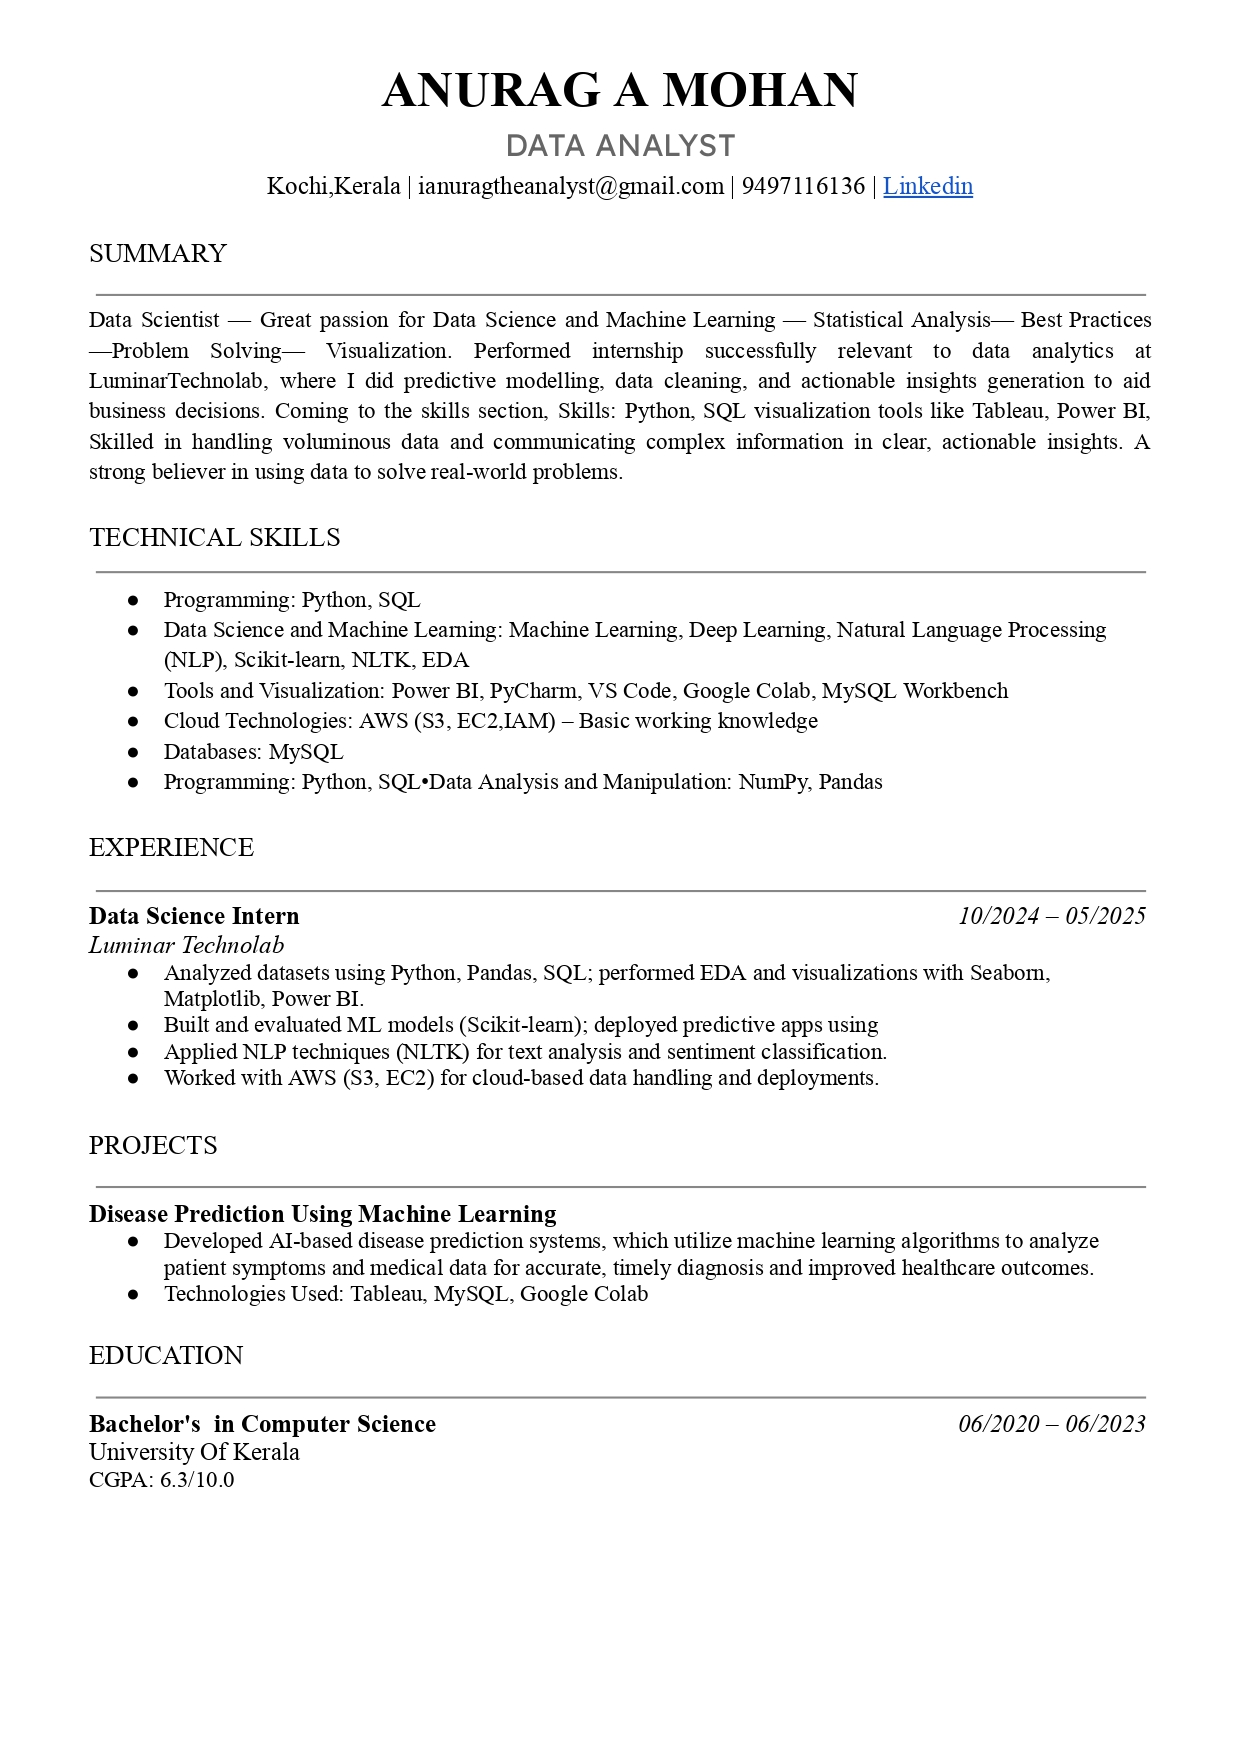 ANURAG A MOHAN
DATA ANALYST
Kochi,Kerala | ianuragtheanalyst@gmail.com | 9497116136 | Linkedin
SUMMARY
Data Scientist — Great passion for Data Science and Machine Learning — Statistical Analysis— Best Practices
—Problem Solving— Visualization. Performed internship successfully relevant to data analytics at
LuminarTechnolab, where I did predictive modelling, data cleaning, and actionable insights generation to aid
business decisions. Coming to the skills section, Skills: Python, SQL visualization tools like Tableau, Power BI,
Skilled in handling voluminous data and communicating complex information in clear, actionable insights. A
strong believer in using data to solve real-world problems.
TECHNICAL SKILLS
● Programming: Python, SQL
● Data Science and Machine Learning: Machine Learning, Deep Learning, Natural Language Processing
(NLP), Scikit-learn, NLTK, EDA
● Tools and Visualization: Power BI, PyCharm, VS Code, Google Colab, MySQL Workbench
● Cloud Technologies: AWS (S3, EC2,IAM) – Basic working knowledge
● Databases: MySQL
● Programming: Python, SQL•Data Analysis and Manipulation: NumPy, Pandas
EXPERIENCE
Data Science Intern 10/2024 – 05/2025
Luminar Technolab
● Analyzed datasets using Python, Pandas, SQL; performed EDA and visualizations with Seaborn,
Matplotlib, Power BI.
● Built and evaluated ML models (Scikit-learn); deployed predictive apps using
● Applied NLP techniques (NLTK) for text analysis and sentiment classification.
● Worked with AWS (S3, EC2) for cloud-based data handling and deployments.
PROJECTS
Disease Prediction Using Machine Learning
● Developed AI-based disease prediction systems, which utilize machine learning algorithms to analyze
patient symptoms and medical data for accurate, timely diagnosis and improved healthcare outcomes.
● Technologies Used: Tableau, MySQL, Google Colab
EDUCATION
Bachelor's  in Computer Science 06/2020 – 06/2023
University Of Kerala
CGPA: 6.3/10.0